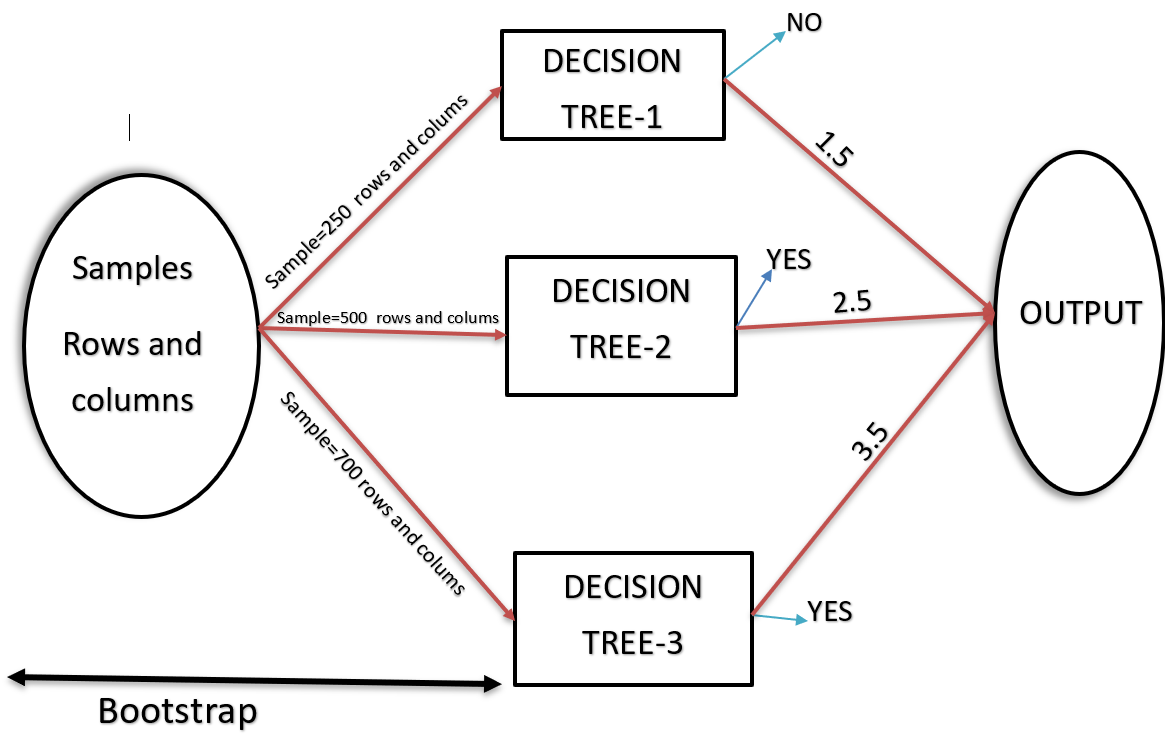 Samples
Rows and
columns
Sample=250 rows and colums
Sample=500 rows and colums
Sample=700 rows and colums
DECISION
TREE-1
NO
1.5
DECISION
TREE-2
YES
2.5
DECISION
TREE-3
YES
3.5
OUTPUT
Bootstrap